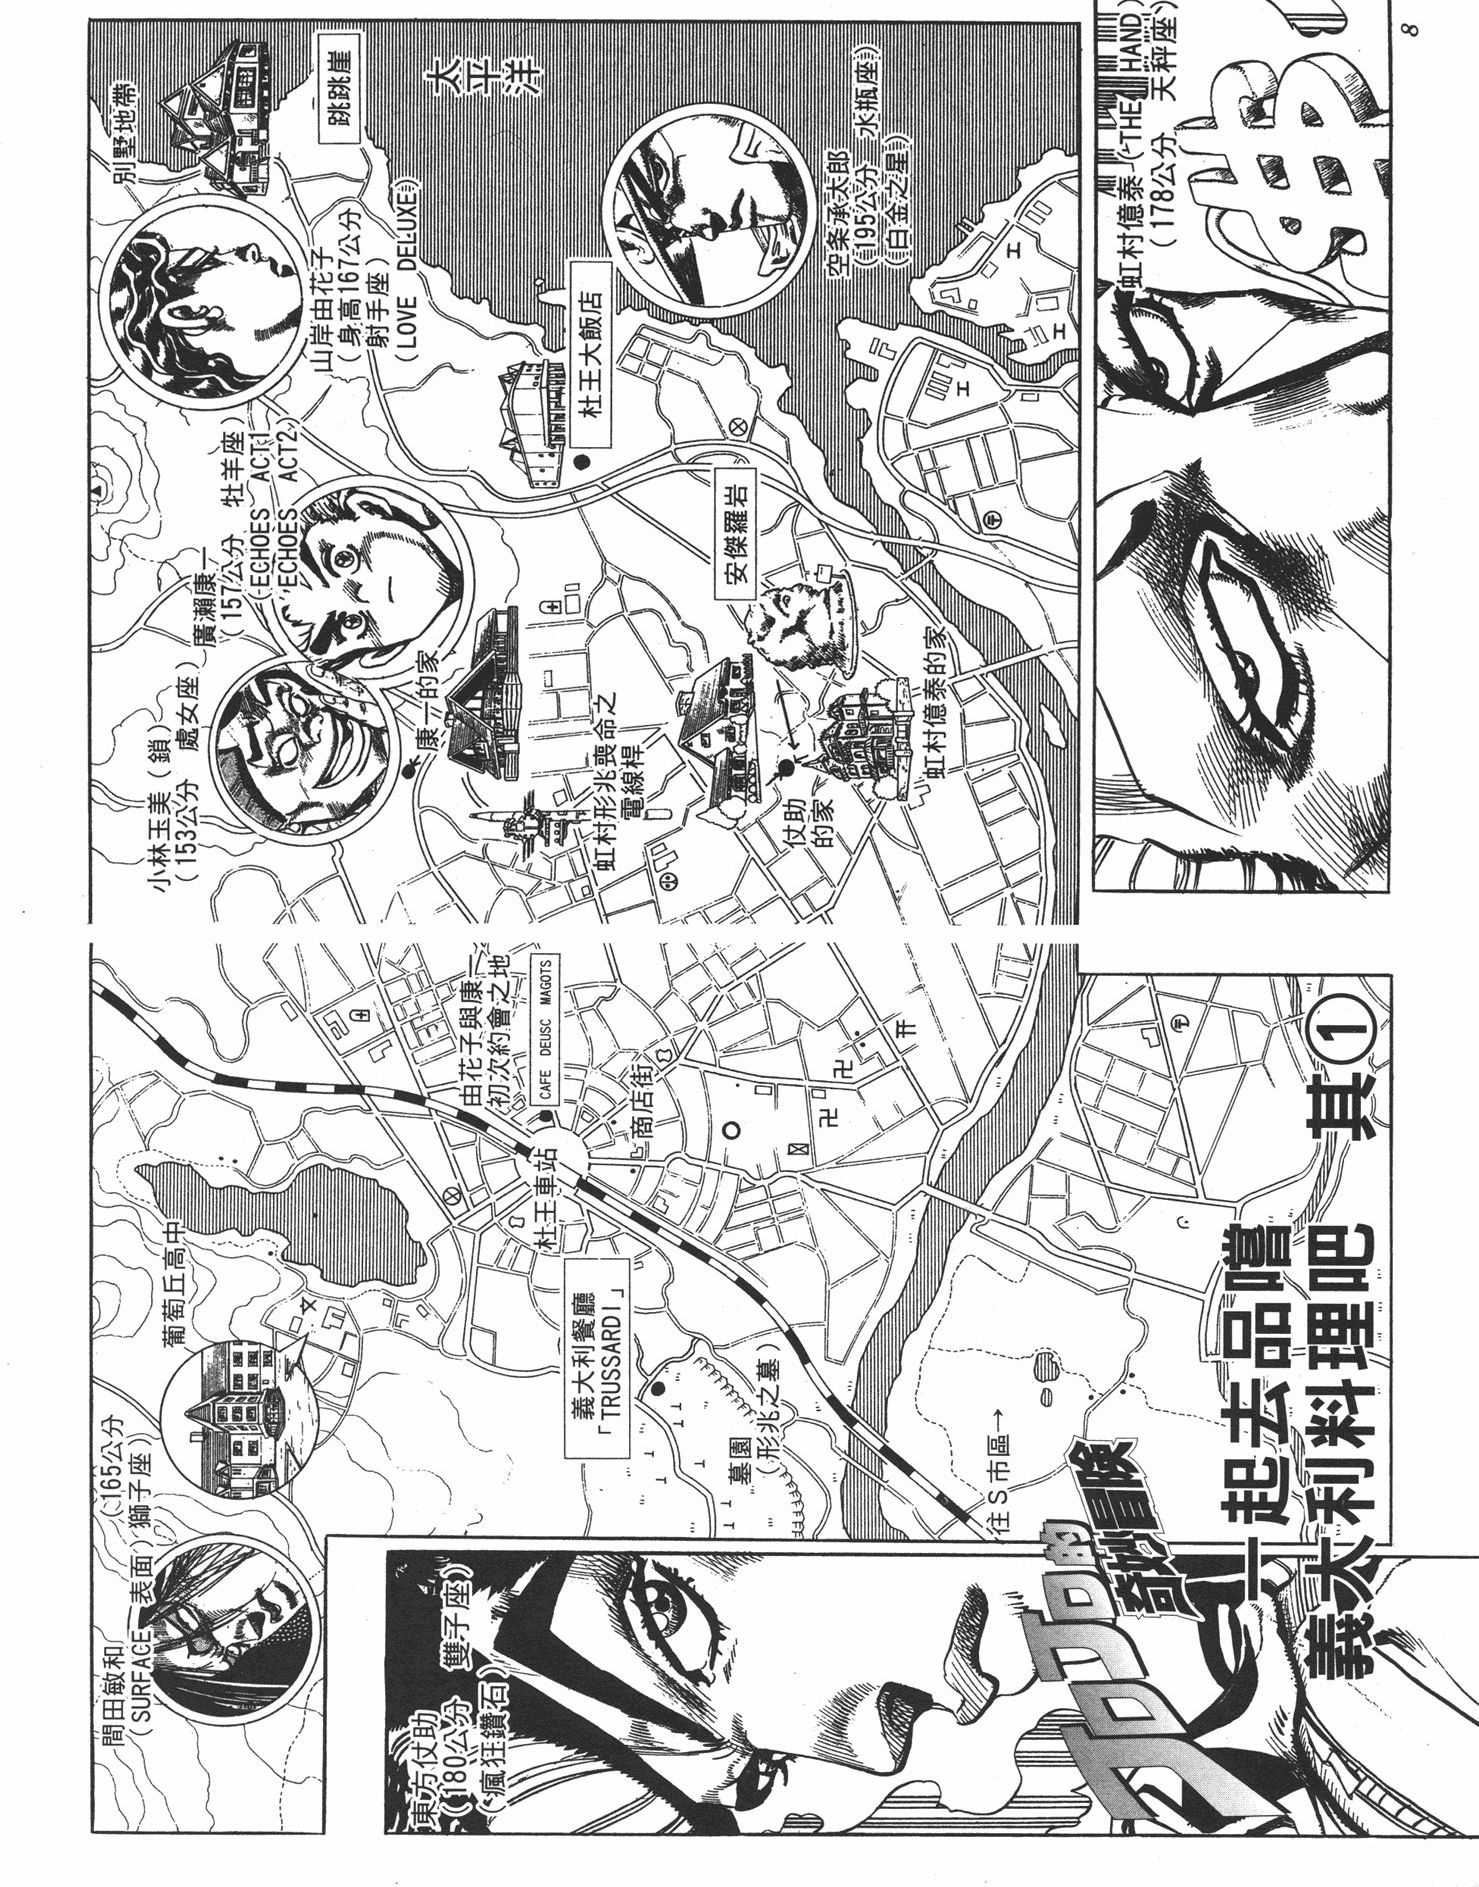 8
虹村億泰(THE HAND)
(178公分　天秤座)
其①
一起去品嚐
義大利料理吧
JOJO的
奇妙冒險
太平洋
跳跳崖
別墅地帶
山岸由花子
(身高167公分
射手座)
(LOVE DELUXE)
空条承太郎
(195公分　水瓶座)
(白金之星)
杜王大飯店
廣瀨康一
(157公分　牡羊座)
(ECHOES ACT1
ECHOES ACT2)
安傑羅岩
小林玉美(鎖)
(153公分　處女座)
康一的家
虹村形兆喪命之
電線桿
仗助
的家
虹村億泰的家
由花子與康一
初次約會之地
CAFE DEUSC MAGOTS
商店街
杜王車站
葡萄丘高中
義大利餐廳
「TRUSSARDI」
墓園
(形兆之墓)
往S市區→
間田敏和　(165公分
(SURFACE 表面)獅子座)
東方仗助
(180公分　雙子座)
(瘋狂鑽石)